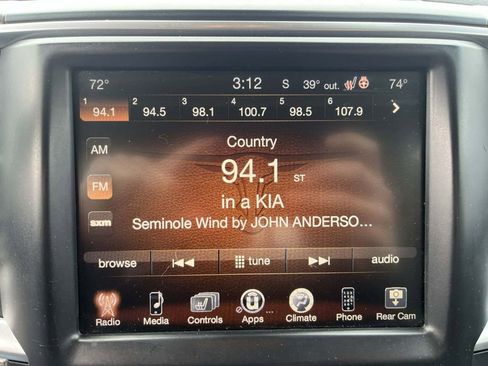 72° 3:12 S 39° out. 74°
1 94.1 2 94.5 3 98.1 4 100.7 5 98.5 6 107.9
AM
Country
94.1 ST
FM
in a KIA
sxm
Seminole Wind by JOHN ANDERSO...
browse tune audio
Radio Media Controls Apps ... Climate Phone Rear Cam